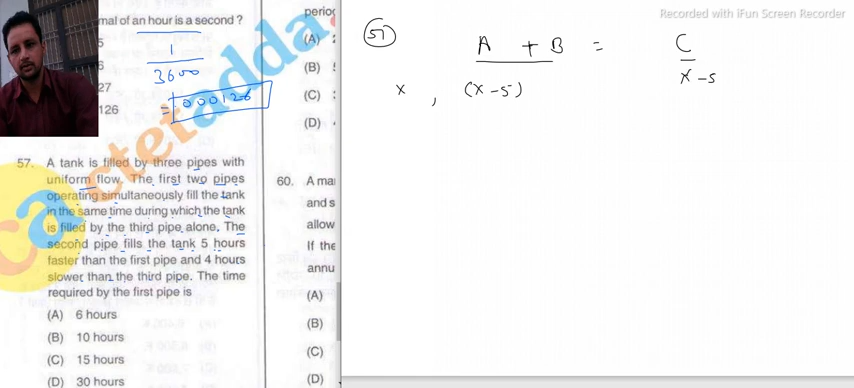 Recorded with iFun Screen Recorder
mal of an hour is a second ?
5
6
27
126
1
3600
= .000126
perio
(A)
(B)
(C)
(D)
57. A tank is filled by three pipes with
uniform flow. The first two pipes
operating simultaneously fill the tank
in the same time during which the tank
is filled by the third pipe alone. The
second pipe fills the tank 5 hours
faster than the first pipe and 4 hours
slower than the third pipe. The time
required by the first pipe is
(A) 6 hours
(B) 10 hours
(C) 15 hours
(D) 30 hours
60. A ma
and s
allow
If the
annu
(A)
(B)
(C)
(D)
ctetadda
57
A + B = C
x , (x-5)
x-5